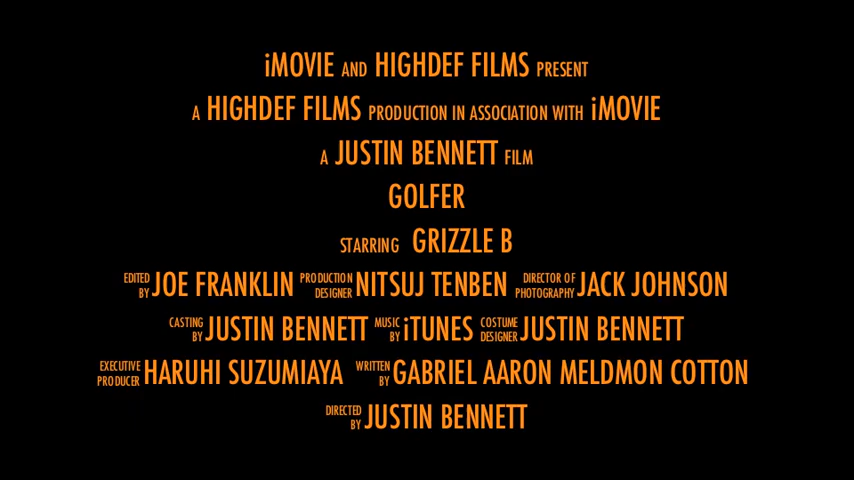 iMOVIE AND HIGHDEF FILMS PRESENT
A HIGHDEF FILMS PRODUCTION IN ASSOCIATION WITH iMOVIE
A JUSTIN BENNETT FILM
GOLFER
STARRING GRIZZLE B
EDITED BY JOE FRANKLIN PRODUCTION DESIGNER NITSUJ TENBEN DIRECTOR OF PHOTOGRAPHY JACK JOHNSON
CASTING BY JUSTIN BENNETT MUSIC BY iTUNES COSTUME DESIGNER JUSTIN BENNETT
EXECUTIVE PRODUCER HARUHI SUZUMIAYA WRITTEN BY GABRIEL AARON MELDMON COTTON
DIRECTED BY JUSTIN BENNETT